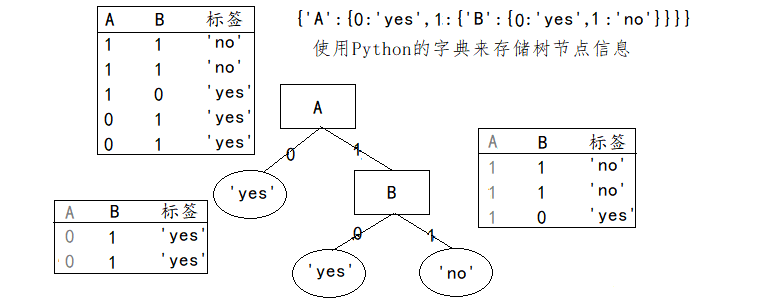 A B 标签
1 1 'no'
1 1 'no'
1 0 'yes'
0 1 'yes'
0 1 'yes'
{'A':{0:'yes',1:{'B':{0:'yes',1:'no'}}}}
使用Python的字典来存储树节点信息
A
0 1
'yes'
B
0 1
'yes' 'no'
A B 标签
0 1 'yes'
0 1 'yes'
A B 标签
1 1 'no'
1 1 'no'
1 0 'yes'